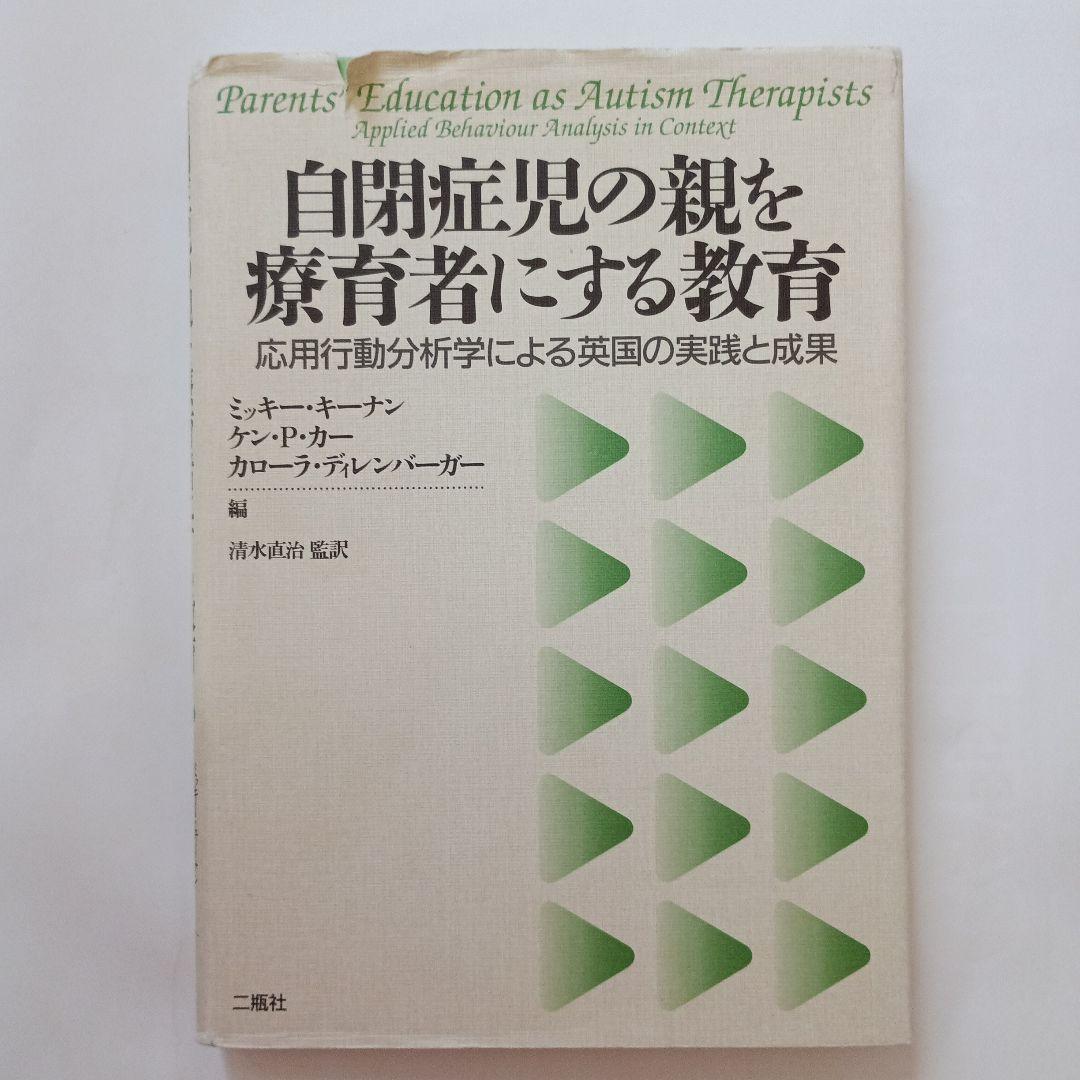 Parents' Education as Autism Therapists
Applied Behaviour Analysis in Context
自閉症児の親を
療育者にする教育
応用行動分析学による英国の実践と成果
ミッキー・キーナン
ケン・P・カー
カローラ・ディレンバーガー
編
清水直治 監訳
二瓶社